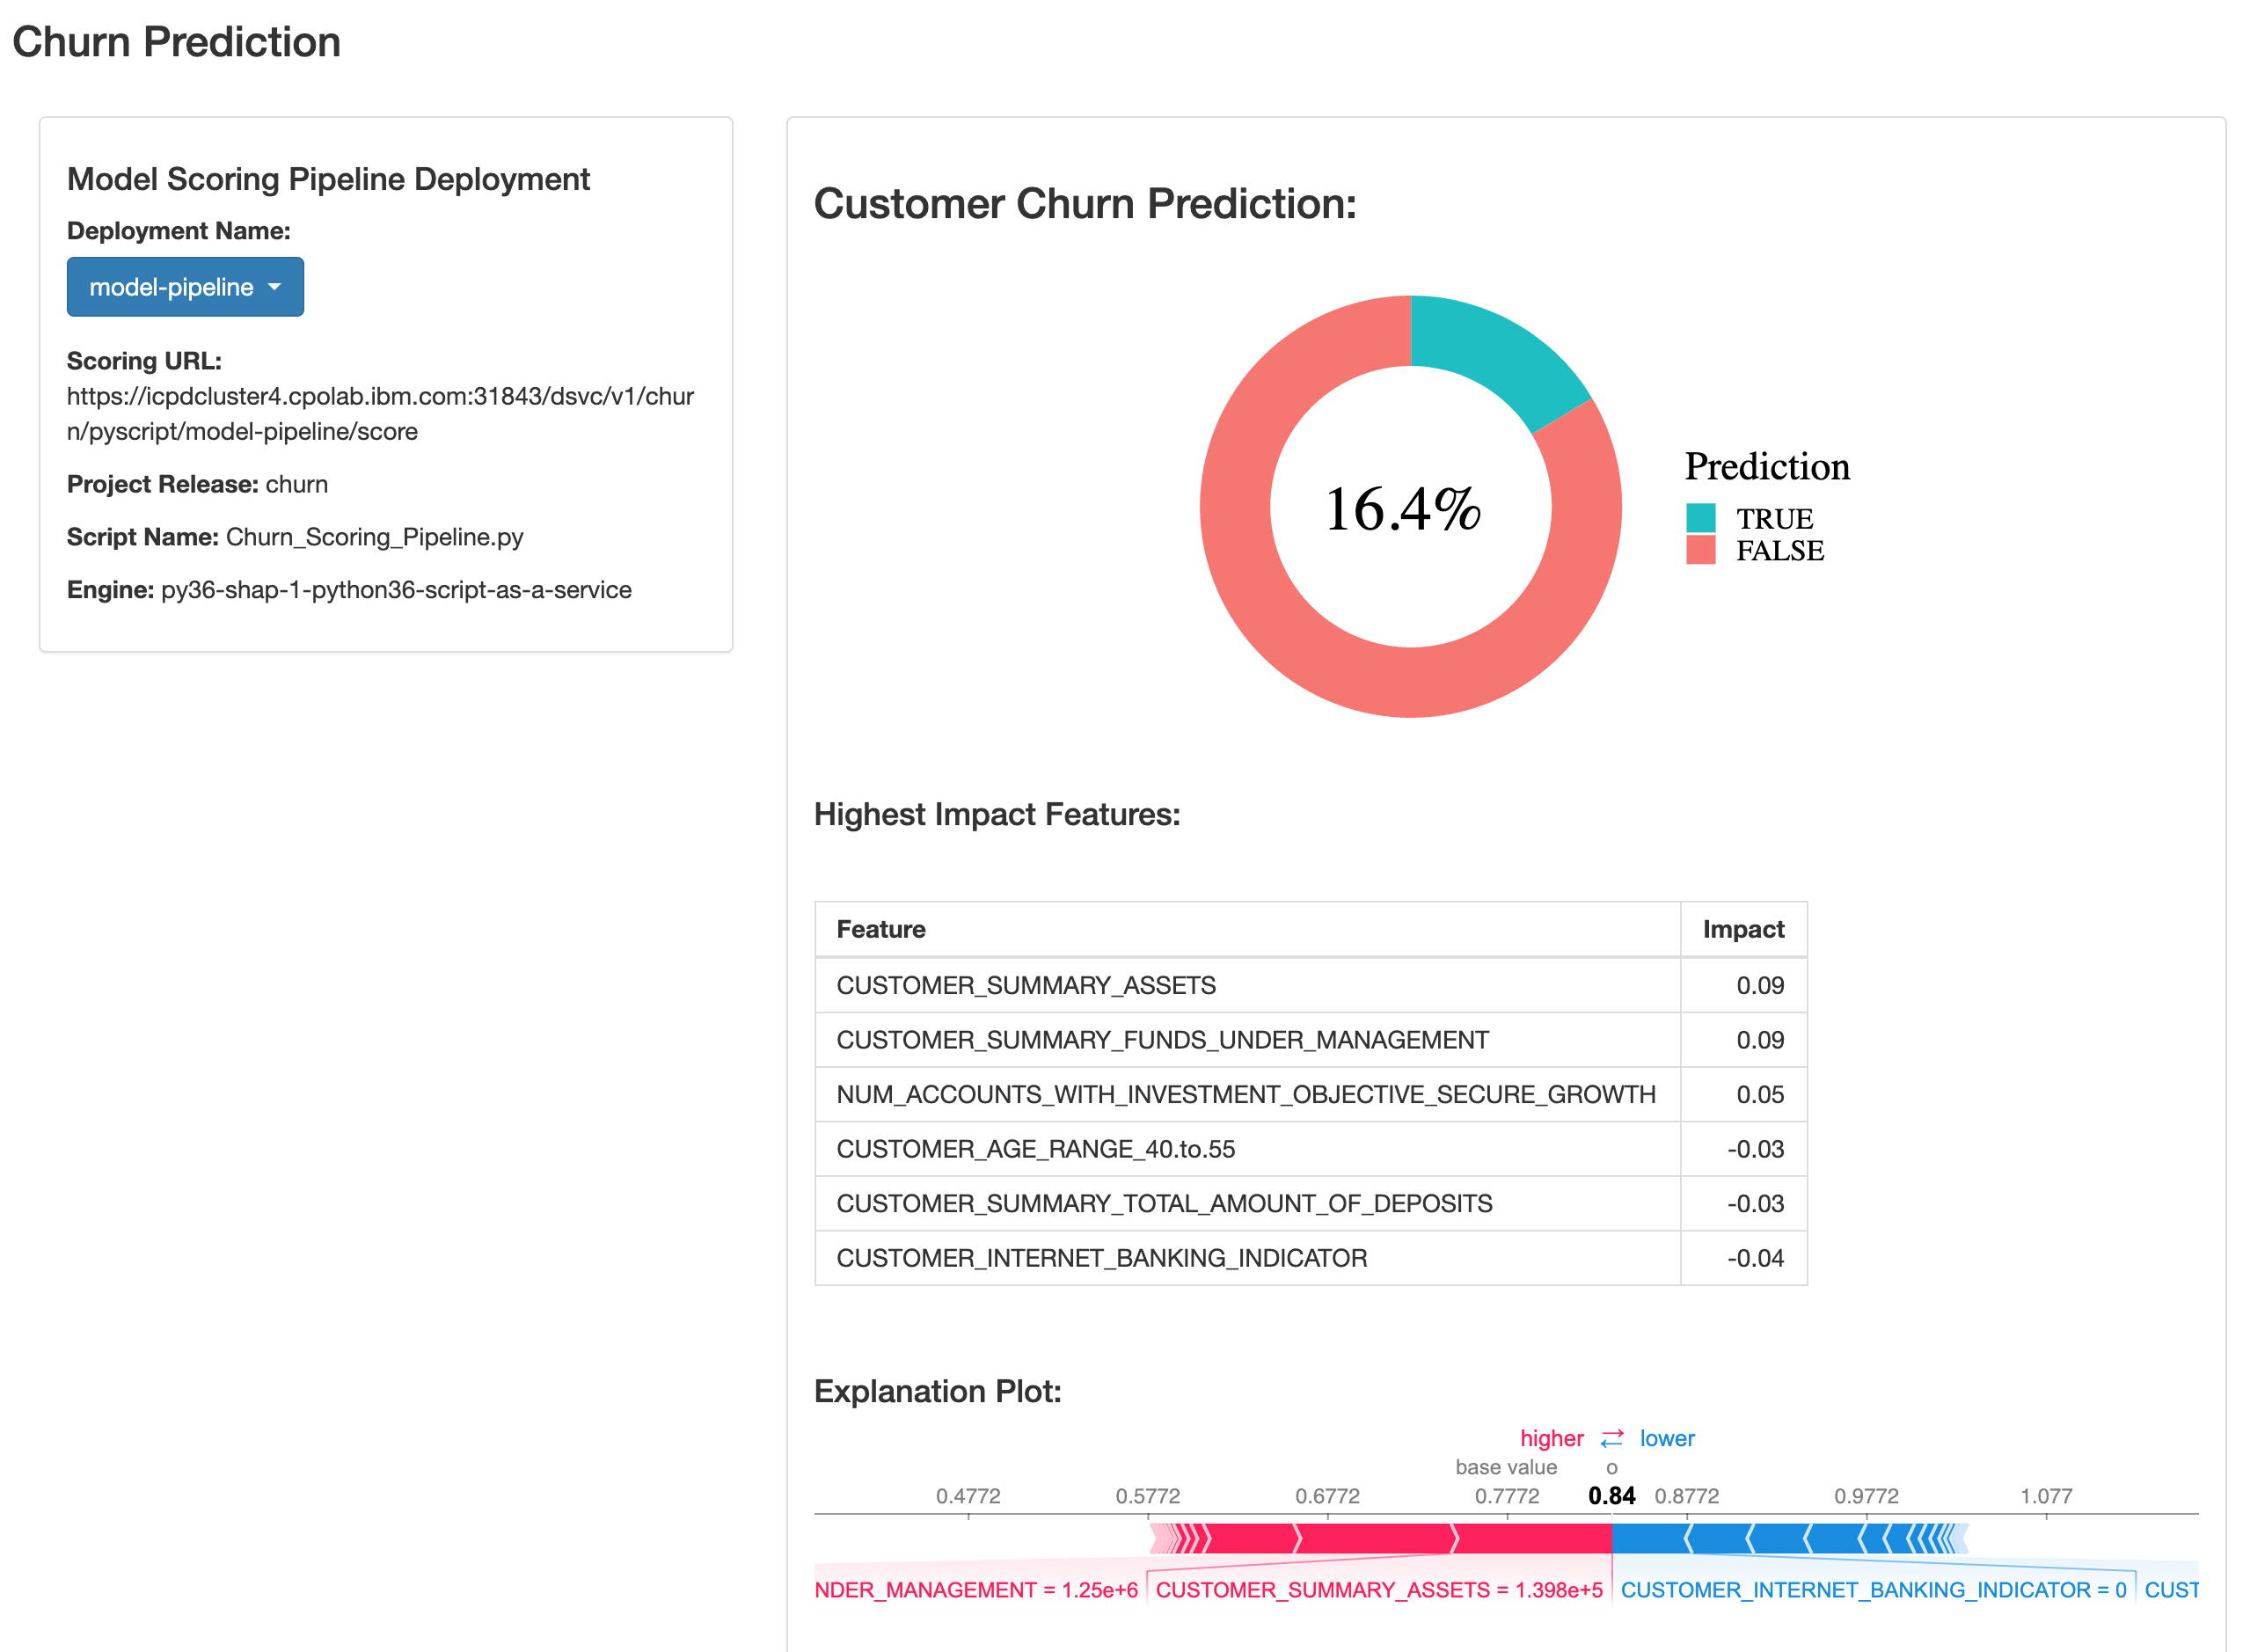 Churn Prediction
Model Scoring Pipeline Deployment
Deployment Name:
model-pipeline
Scoring URL:
https://icpdcluster4.cpolab.ibm.com:31843/dsvc/v1/chur
n/pyscript/model-pipeline/score
Project Release: churn
Script Name: Churn_Scoring_Pipeline.py
Engine: py36-shap-1-python36-script-as-a-service
Customer Churn Prediction:
16.4%
Prediction
TRUE
FALSE
Highest Impact Features:
Feature Impact
CUSTOMER_SUMMARY_ASSETS 0.09
CUSTOMER_SUMMARY_FUNDS_UNDER_MANAGEMENT 0.09
NUM_ACCOUNTS_WITH_INVESTMENT_OBJECTIVE_SECURE_GROWTH 0.05
CUSTOMER_AGE_RANGE_40.to.55 -0.03
CUSTOMER_SUMMARY_TOTAL_AMOUNT_OF_DEPOSITS -0.03
CUSTOMER_INTERNET_BANKING_INDICATOR -0.04
Explanation Plot:
higher ⇄ lower
base value o
0.4772 0.5772 0.6772 0.7772 0.84 0.8772 0.9772 1.077
NDER_MANAGEMENT = 1.25e+6 CUSTOMER_SUMMARY_ASSETS = 1.398e+5 CUSTOMER_INTERNET_BANKING_INDICATOR = 0 CUST